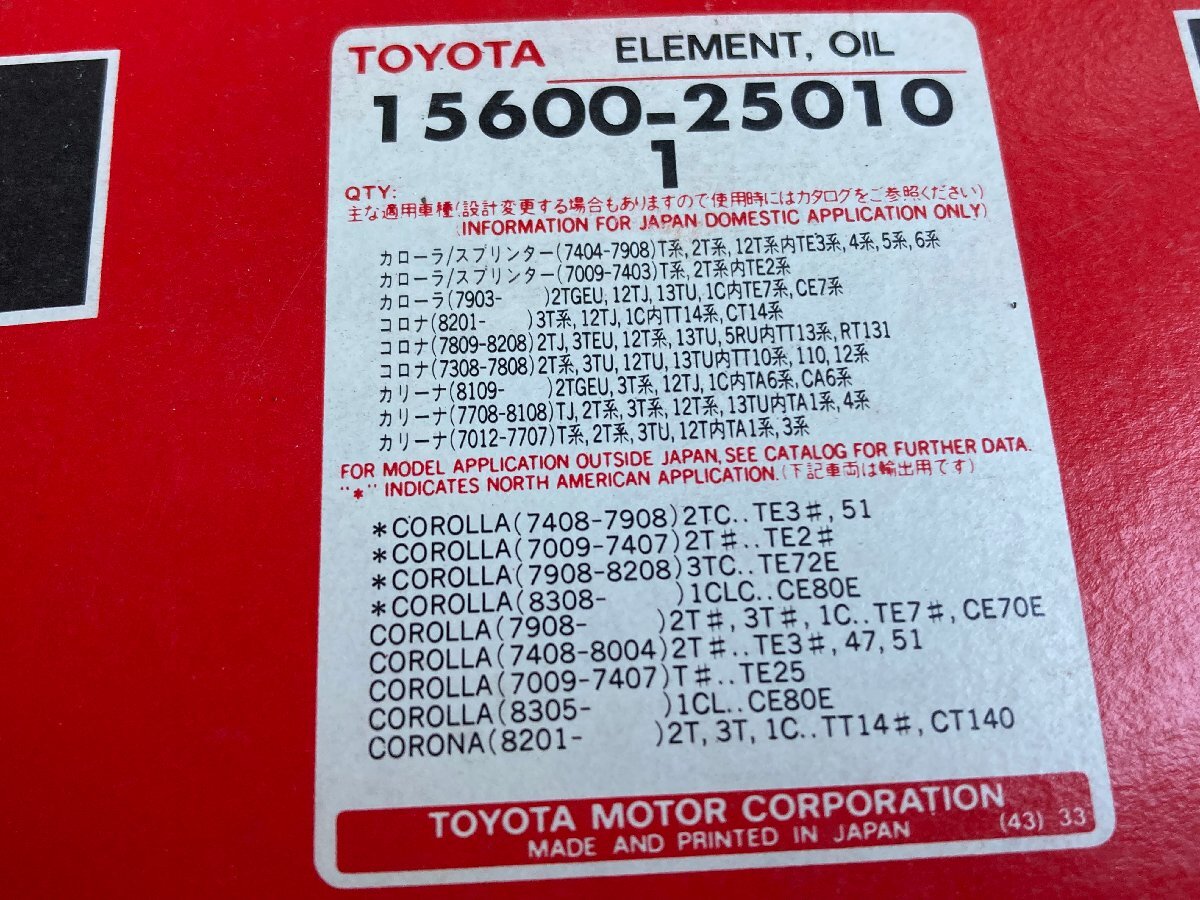 TOYOTA ELEMENT, OIL
15600-25010
QTY: 1
主な適用車種(設計変更する場合もありますので使用時にはカタログをご参照ください)
(INFORMATION FOR JAPAN DOMESTIC APPLICATION ONLY)
カローラ/スプリンター(7404-7908)T系, 2T系, 12T系内TE3系, 4系, 5系, 6系
カローラ/スプリンター(7009-7403)T系, 2T系内TE2系
カローラ(7903- )2TGEU, 12TJ, 13TU, 1C内TE7系, CE7系
コロナ(8201- )3T系, 12TJ, 1C内TT14系, CT14系
コロナ(7809-8208)2TJ, 3TEU, 12T系, 13TU, 5RU内TT13系, RT131
コロナ(7308-7808)2T系, 3TU, 12TU, 13TU内TT10系, 110, 12系
カリーナ(8109- )2TGEU, 3T系, 12TJ, 1C内TA6系, CA6系
カリーナ(7708-8108)TJ, 2T系, 3T系, 12T系, 13TU内TA1系, 4系
カリーナ(7012-7707)T系, 2T系, 3TU, 12T内TA1系, 3系
FOR MODEL APPLICATION OUTSIDE JAPAN, SEE CATALOG FOR FURTHER DATA.
"*" INDICATES NORTH AMERICAN APPLICATION.(下記車両は輸出用です)
*COROLLA(7408-7908)2TC..TE3#, 51
*COROLLA(7009-7407)2T#..TE2#
*COROLLA(7908-8208)3TC..TE72E
*COROLLA(8308- )1CLC..CE80E
COROLLA(7908- )2T#, 3T#, 1C..TE7#, CE70E
COROLLA(7408-8004)2T#..TE3#, 47, 51
COROLLA(7009-7407)T#..TE25
COROLLA(8305- )1CL..CE80E
CORONA(8201- )2T, 3T, 1C..TT14#, CT140
TOYOTA MOTOR CORPORATION
MADE AND PRINTED IN JAPAN (43) 33